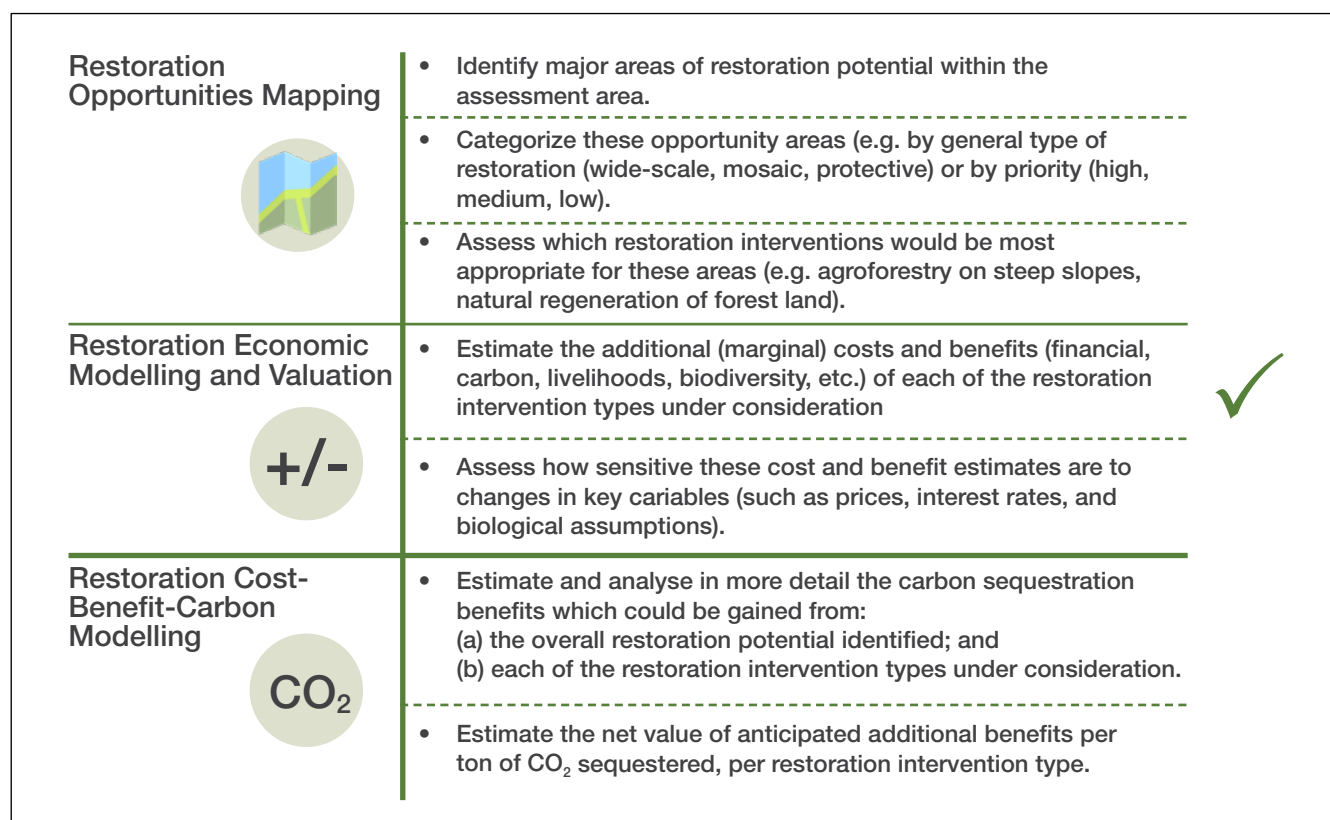 Restoration
Opportunities Mapping
• Identify major areas of restoration potential within the
assessment area.
• Categorize these opportunity areas (e.g. by general type of
restoration (wide-scale, mosaic, protective) or by priority (high,
medium, low).
• Assess which restoration interventions would be most
appropriate for these areas (e.g. agroforestry on steep slopes,
natural regeneration of forest land).
Restoration Economic
Modelling and Valuation
+/-
• Estimate the additional (marginal) costs and benefits (financial,
carbon, livelihoods, biodiversity, etc.) of each of the restoration
intervention types under consideration
• Assess how sensitive these cost and benefit estimates are to
changes in key cariables (such as prices, interest rates, and
biological assumptions).
Restoration Cost-
Benefit-Carbon
Modelling
CO₂
• Estimate and analyse in more detail the carbon sequestration
benefits which could be gained from:
(a) the overall restoration potential identified; and
(b) each of the restoration intervention types under consideration.
• Estimate the net value of anticipated additional benefits per
ton of CO₂ sequestered, per restoration intervention type.